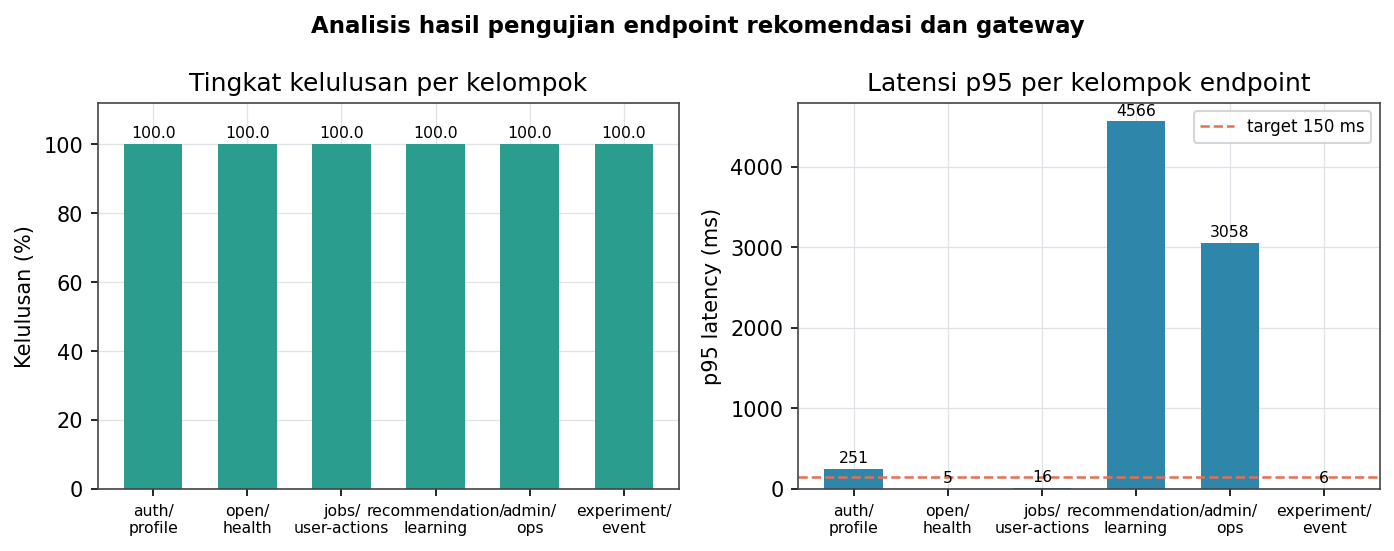 Analisis hasil pengujian endpoint rekomendasi dan gateway
Tingkat kelulusan per kelompok
Kelulusan (%)
100
80
60
40
20
0
100.0
100.0
100.0
100.0
100.0
100.0
auth/
profile
open/
health
jobs/
user-actions
recommendation/
learning
admin/
ops
experiment/
event
Latensi p95 per kelompok endpoint
p95 latency (ms)
4000
3000
2000
1000
0
251
5
16
4566
3058
6
target 150 ms
auth/
profile
open/
health
jobs/
user-actions
recommendation/
learning
admin/
ops
experiment/
event